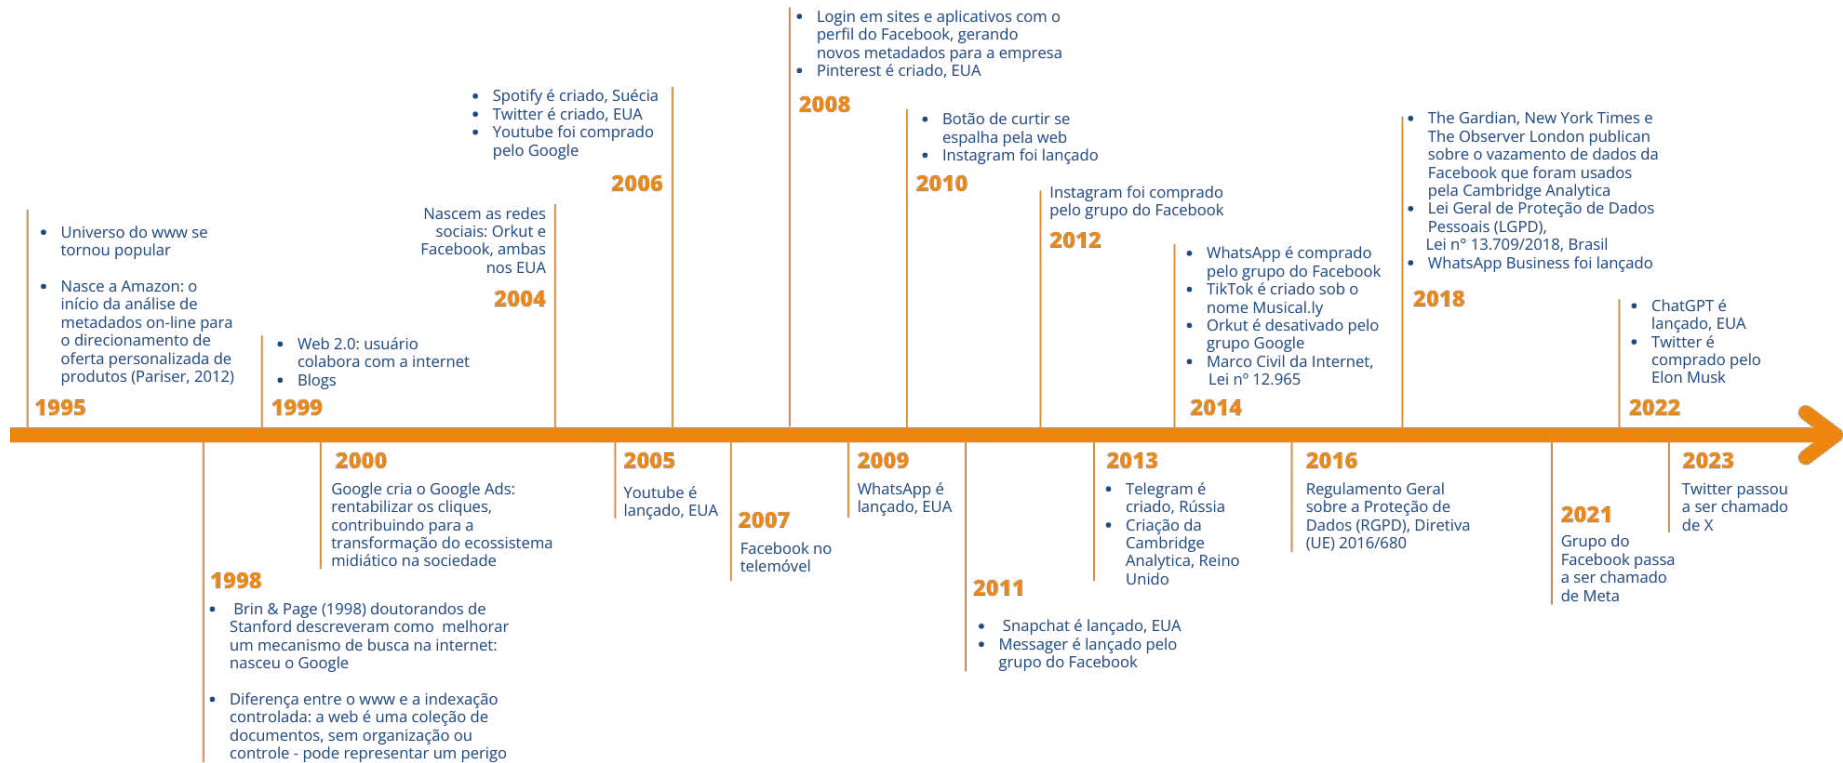 Universo do www se
tornou popular
Nasce a Amazon: o
início da análise de
metadados on-line para
o direcionamento de
oferta personalizada de
produtos (Pariser, 2012)
1995
1998
Brin & Page (1998) doutorandos de
Stanford descreveram como melhorar
um mecanismo de busca na internet:
nasceu o Google
Diferença entre o www e a indexação
controlada: a web é uma coleção de
documentos, sem organização ou
controle - pode representar um perigo
Web 2.0: usuário
colabora com a internet
Blogs
1999
2000
Google cria o Google Ads:
rentabilizar os cliques,
contribuindo para a
transformação do ecossistema
midiático na sociedade
Nascem as redes
sociais: Orkut e
Facebook, ambas
nos EUA
2004
2005
Youtube é
lançado, EUA
Spotify é criado, Suécia
Twitter é criado, EUA
Youtube foi comprado
pelo Google
2006
2007
Facebook no
telemóvel
Login em sites e aplicativos com o
perfil do Facebook, gerando
novos metadados para a empresa
Pinterest é criado, EUA
2008
2009
WhatsApp é
lançado, EUA
Botão de curtir se
espalha pela web
Instagram foi lançado
2010
2011
Snapchat é lançado, EUA
Messager é lançado pelo
grupo do Facebook
Instagram foi comprado
pelo grupo do Facebook
2012
2013
Telegram é
criado, Rússia
Criação da
Cambridge
Analytica, Reino
Unido
WhatsApp é comprado
pelo grupo do Facebook
TikTok é criado sob o
nome Musical.ly
Orkut é desativado pelo
grupo Google
Marco Civil da Internet,
Lei nº 12.965
2014
2016
Regulamento Geral
sobre a Proteção de
Dados (RGPD), Diretiva
(UE) 2016/680
The Gardian, New York Times e
The Observer London publican
sobre o vazamento de dados da
Facebook que foram usados
pela Cambridge Analytica
Lei Geral de Proteção de Dados
Pessoais (LGPD),
Lei n° 13.709/2018, Brasil
WhatsApp Business foi lançado
2018
2021
Grupo do
Facebook passa
a ser chamado
de Meta
ChatGPT é
lançado, EUA
Twitter é
comprado pelo
Elon Musk
2022
2023
Twitter passou
a ser chamado
de X